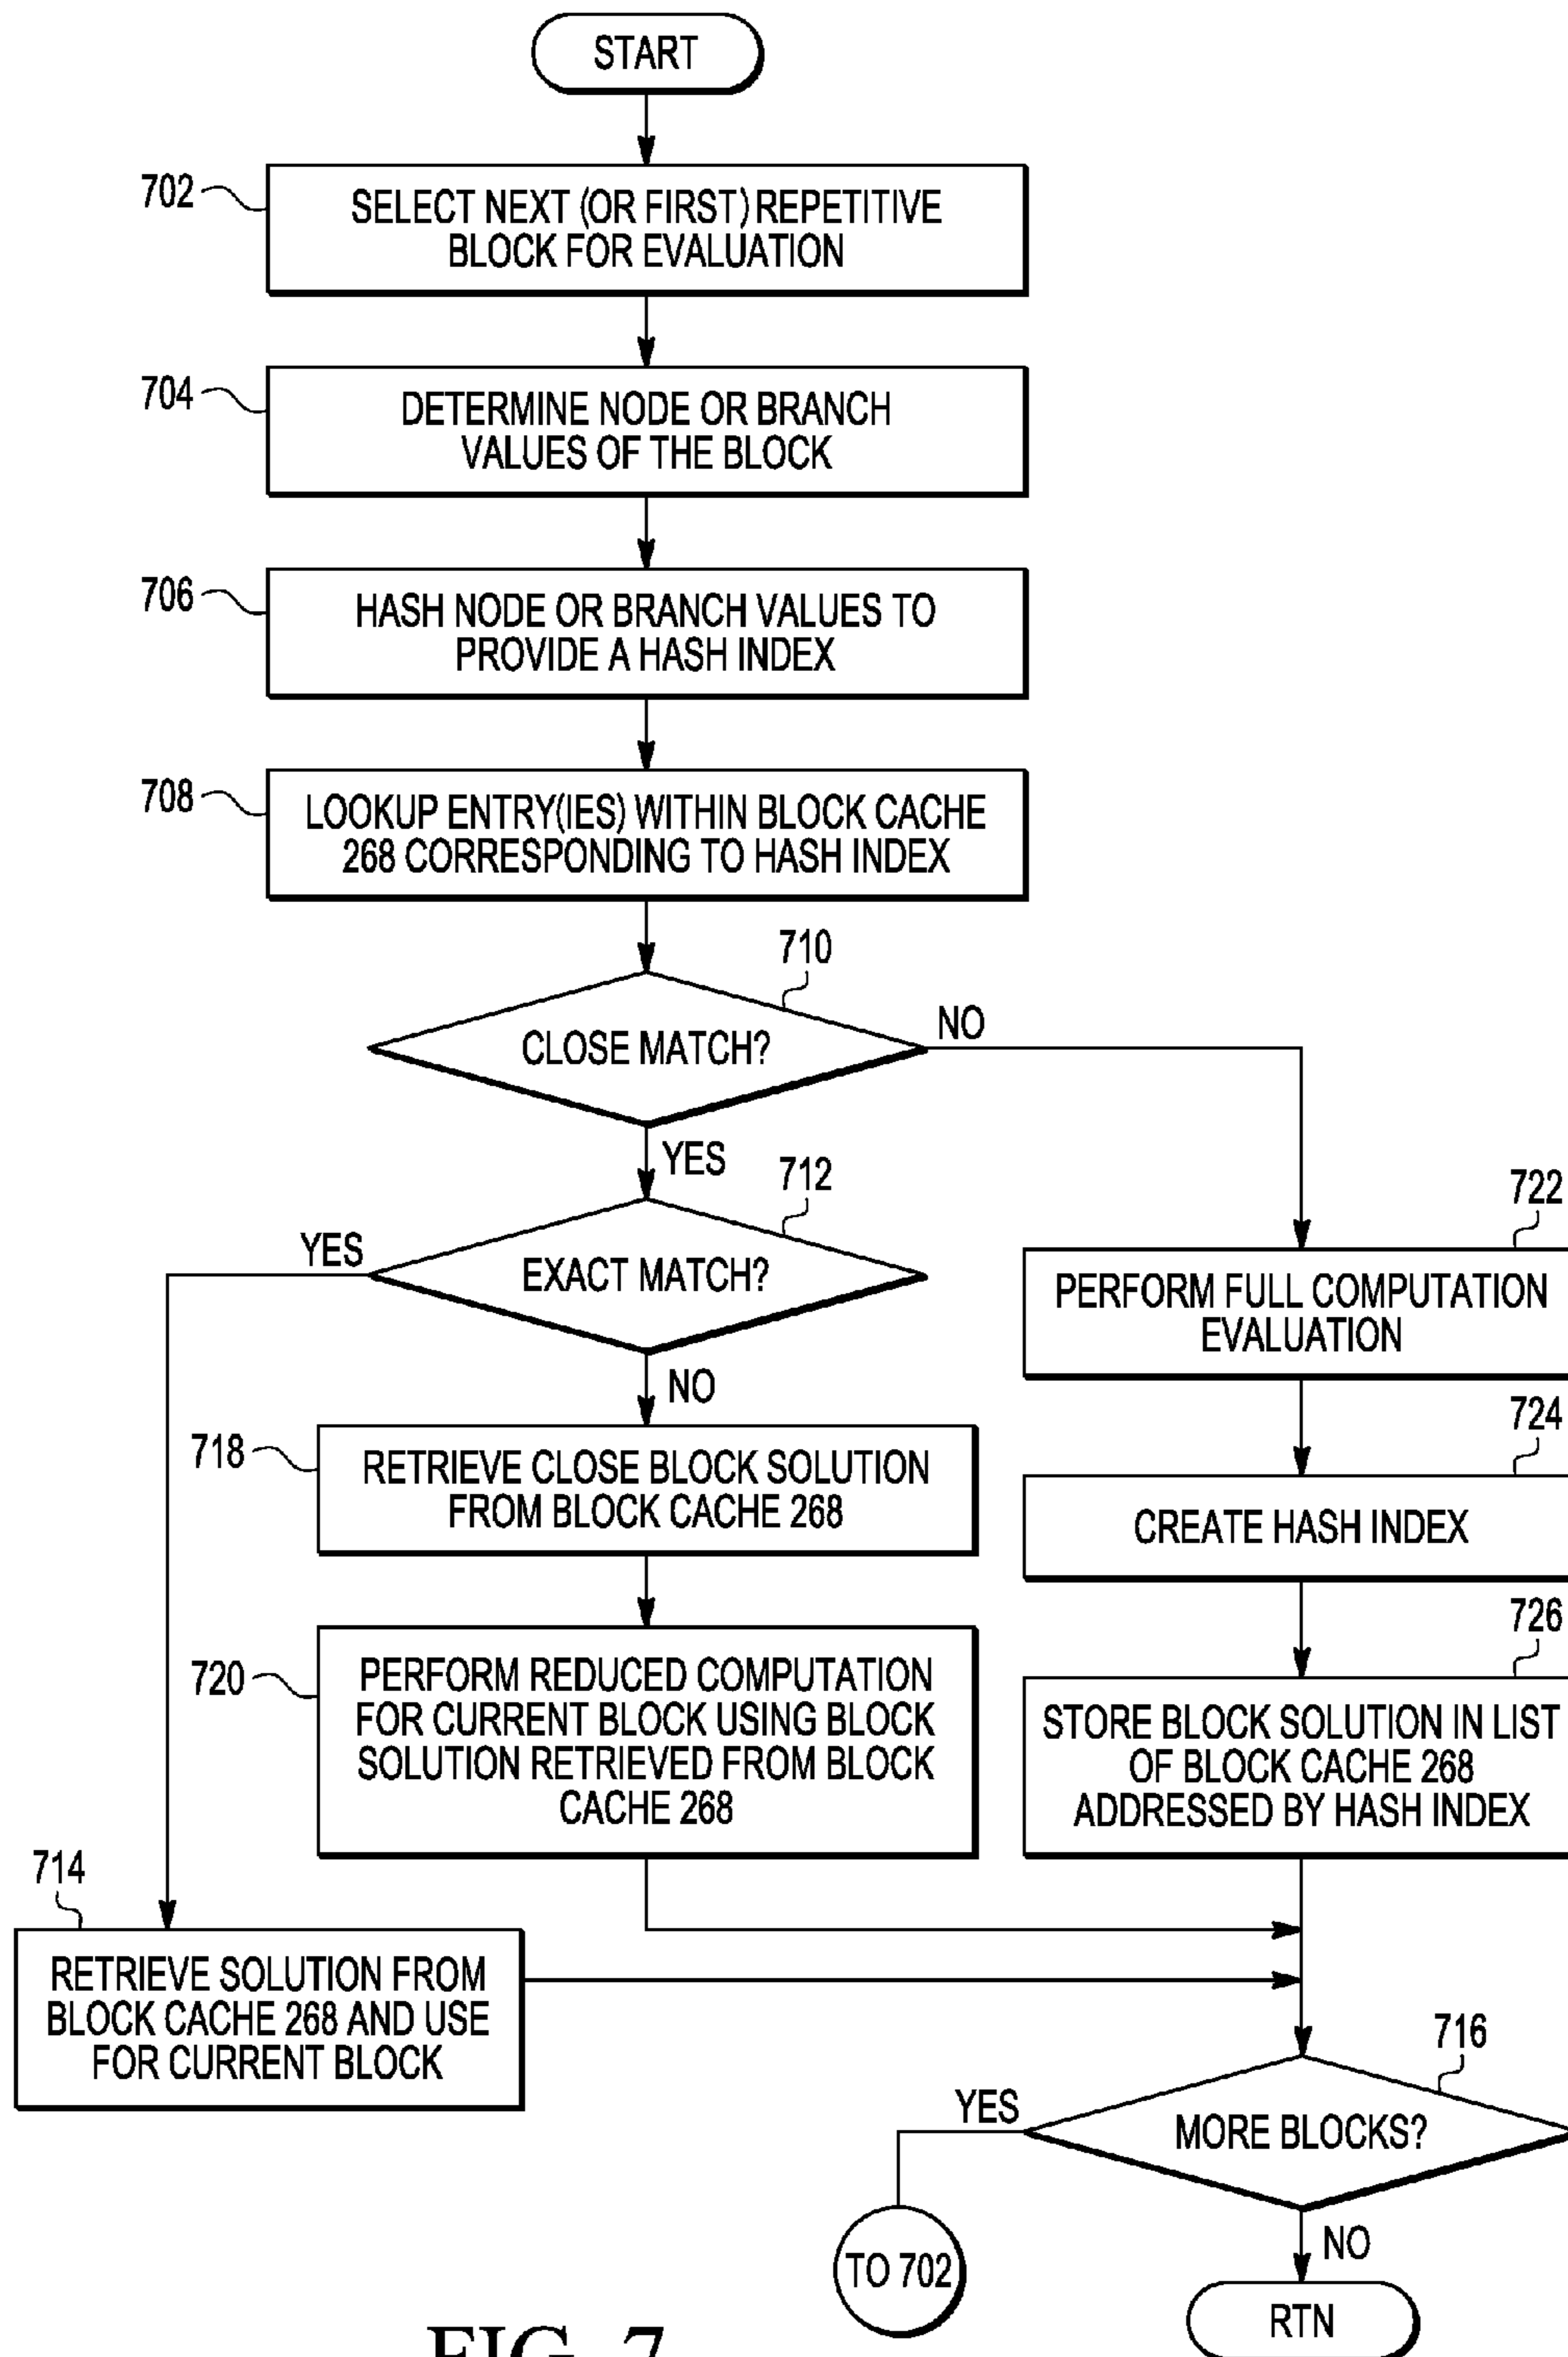 START
702
SELECT NEXT (OR FIRST) REPETITIVE
BLOCK FOR EVALUATION
704
DETERMINE NODE OR BRANCH
VALUES OF THE BLOCK
706
HASH NODE OR BRANCH VALUES TO
PROVIDE A HASH INDEX
708
LOOKUP ENTRY(IES) WITHIN BLOCK CACHE
268 CORRESPONDING TO HASH INDEX
710
CLOSE MATCH?
NO
YES
712
EXACT MATCH?
YES
NO
722
PERFORM FULL COMPUTATION
EVALUATION
718
RETRIEVE CLOSE BLOCK SOLUTION
FROM BLOCK CACHE 268
724
CREATE HASH INDEX
720
PERFORM REDUCED COMPUTATION
FOR CURRENT BLOCK USING BLOCK
SOLUTION RETRIEVED FROM BLOCK
CACHE 268
726
STORE BLOCK SOLUTION IN LIST
OF BLOCK CACHE 268
ADDRESSED BY HASH INDEX
714
RETRIEVE SOLUTION FROM
BLOCK CACHE 268 AND USE
FOR CURRENT BLOCK
716
MORE BLOCKS?
YES
TO 702
NO
RTN
FIG. 7